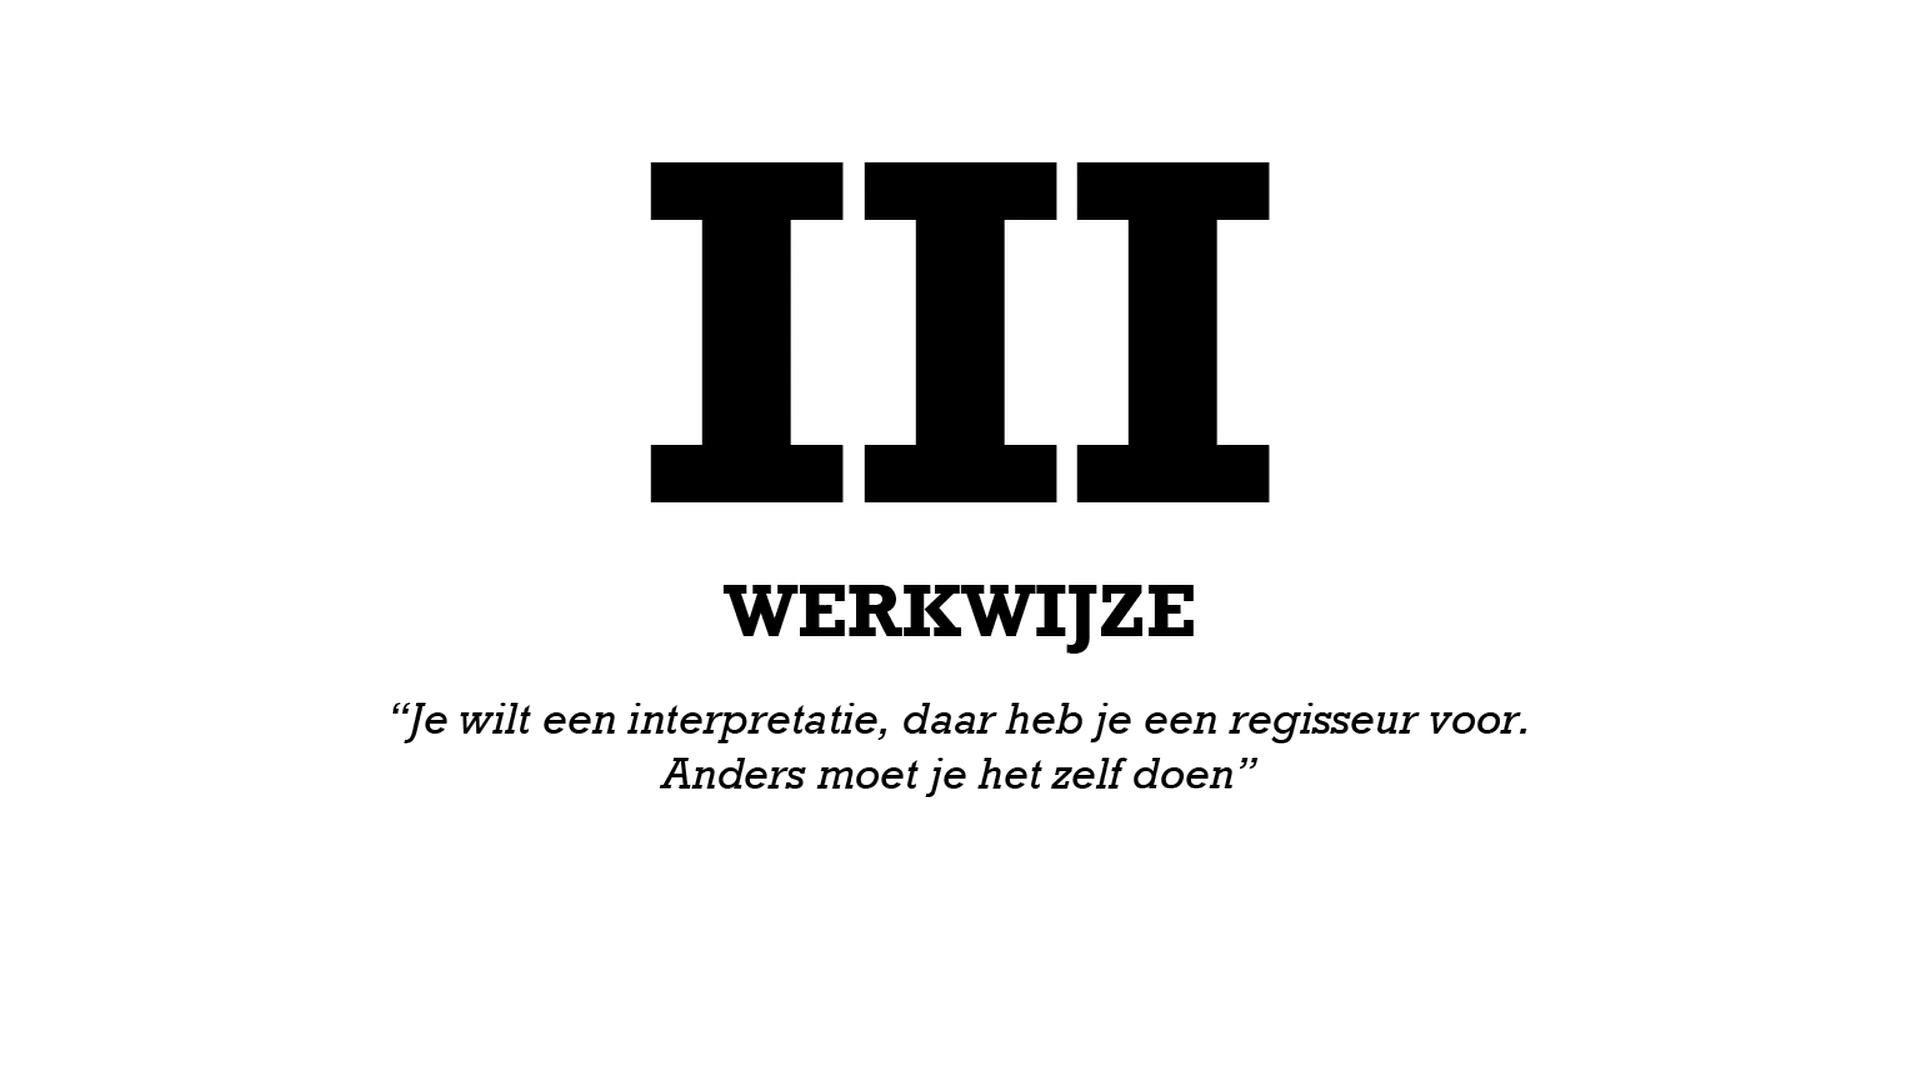 III
WERKWIJZE
“Je wilt een interpretatie, daar heb je een regisseur voor.
Anders moet je het zelf doen”